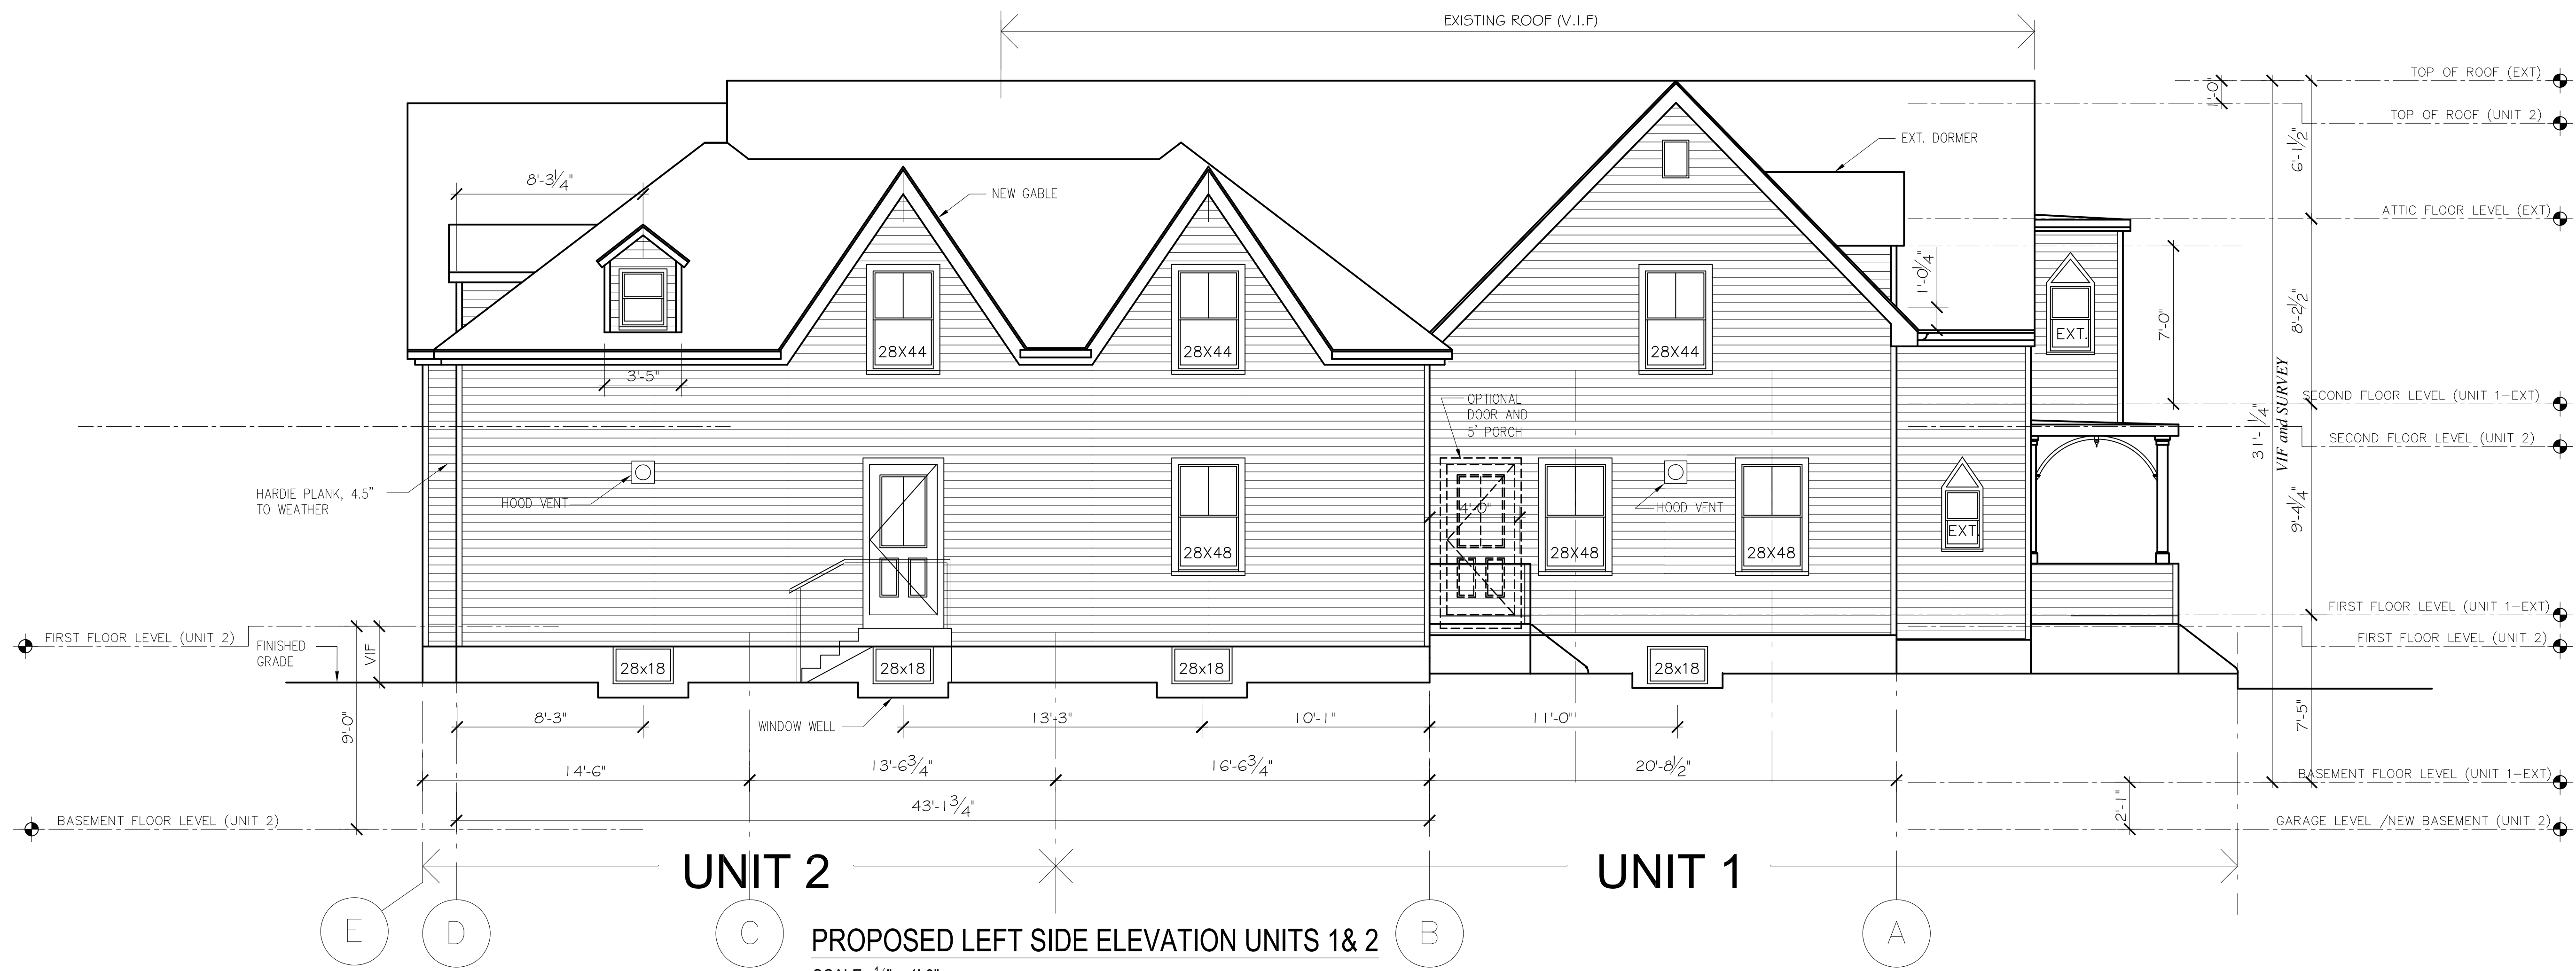 EXISTING ROOF (V.I.F)
TOP OF ROOF (EXT)
1'-0"
TOP OF ROOF (UNIT 2)
6'-1½"
EXT. DORMER
8'-3¼"
NEW GABLE
ATTIC FLOOR LEVEL (EXT)
1'-0¼"
8'-2½"
7'-0"
EXT.
28X44
28X44
28X44
3'-5"
VIF and SURVEY
31'-1¼"
SECOND FLOOR LEVEL (UNIT 1-EXT)
OPTIONAL
DOOR AND
5' PORCH
SECOND FLOOR LEVEL (UNIT 2)
HARDIE PLANK, 4.5"
TO WEATHER
HOOD VENT
4'-0"
HOOD VENT
9'-4¼"
EXT.
28X48
28X48
28X48
FIRST FLOOR LEVEL (UNIT 1-EXT)
FIRST FLOOR LEVEL (UNIT 2)
FINISHED
GRADE
VIF
FIRST FLOOR LEVEL (UNIT 2)
28x18
28x18
28x18
28x18
9'-0"
8'-3"
WINDOW WELL
13'-3"
10'-1"
11'-0"
7'-5"
14'-6"
13'-6¾"
16'-6¾"
20'-8½"
BASEMENT FLOOR LEVEL (UNIT 1-EXT)
43'-1¾"
2'-1"
BASEMENT FLOOR LEVEL (UNIT 2)
GARAGE LEVEL /NEW BASEMENT (UNIT 2)
UNIT 2
UNIT 1
E
D
C
B
A
PROPOSED LEFT SIDE ELEVATION UNITS 1& 2